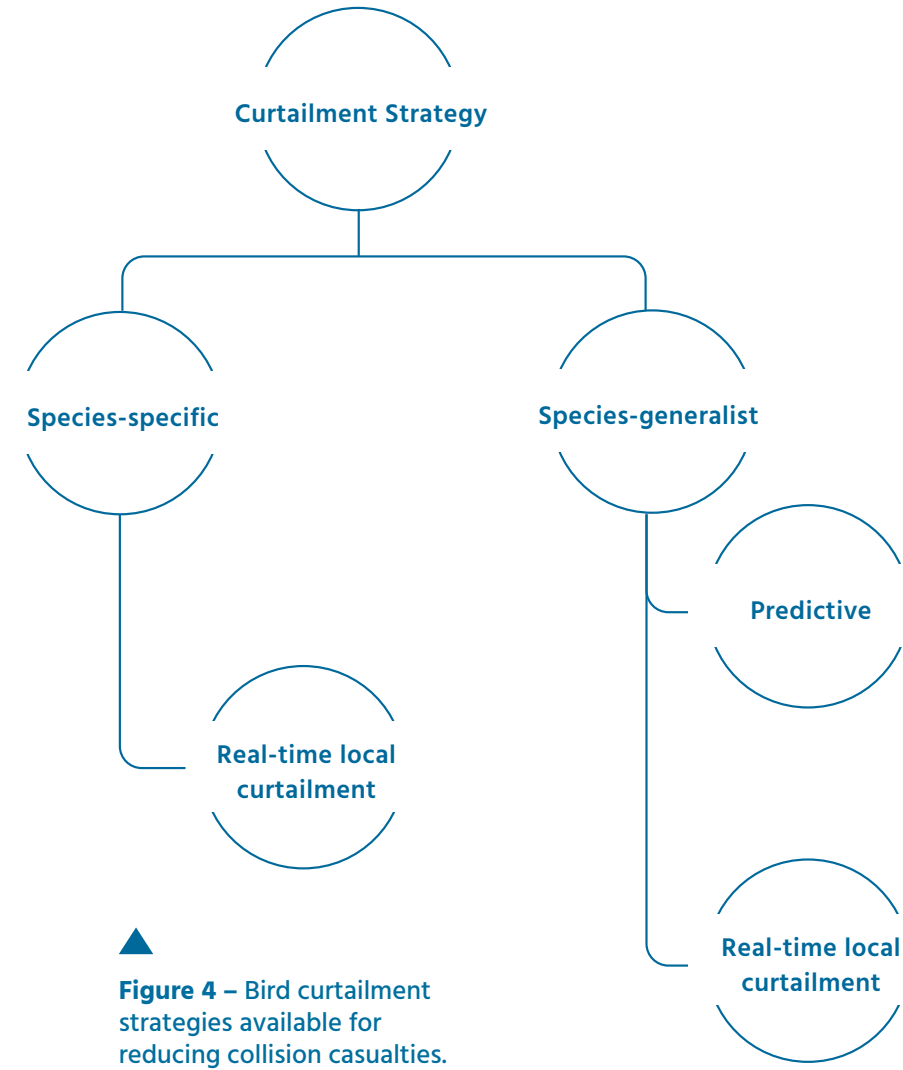 Curtailment Strategy
Species-specific
Species-generalist
Predictive
Real-time local
curtailment
Real-time local
curtailment
Figure 4 – Bird curtailment
strategies available for
reducing collision casualties.